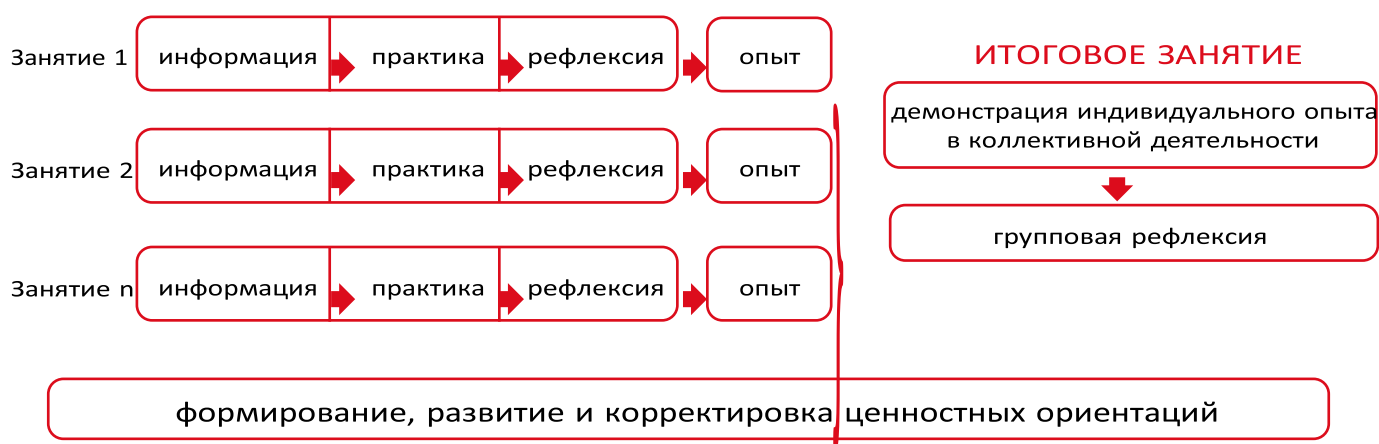 Занятие 1 информация практика рефлексия опыт
Занятие 2 информация практика рефлексия опыт
Занятие n информация практика рефлексия опыт
ИТОГОВОЕ ЗАНЯТИЕ
демонстрация индивидуального опыта
в коллективной деятельности
групповая рефлексия
формирование, развитие и корректировка ценностных ориентаций